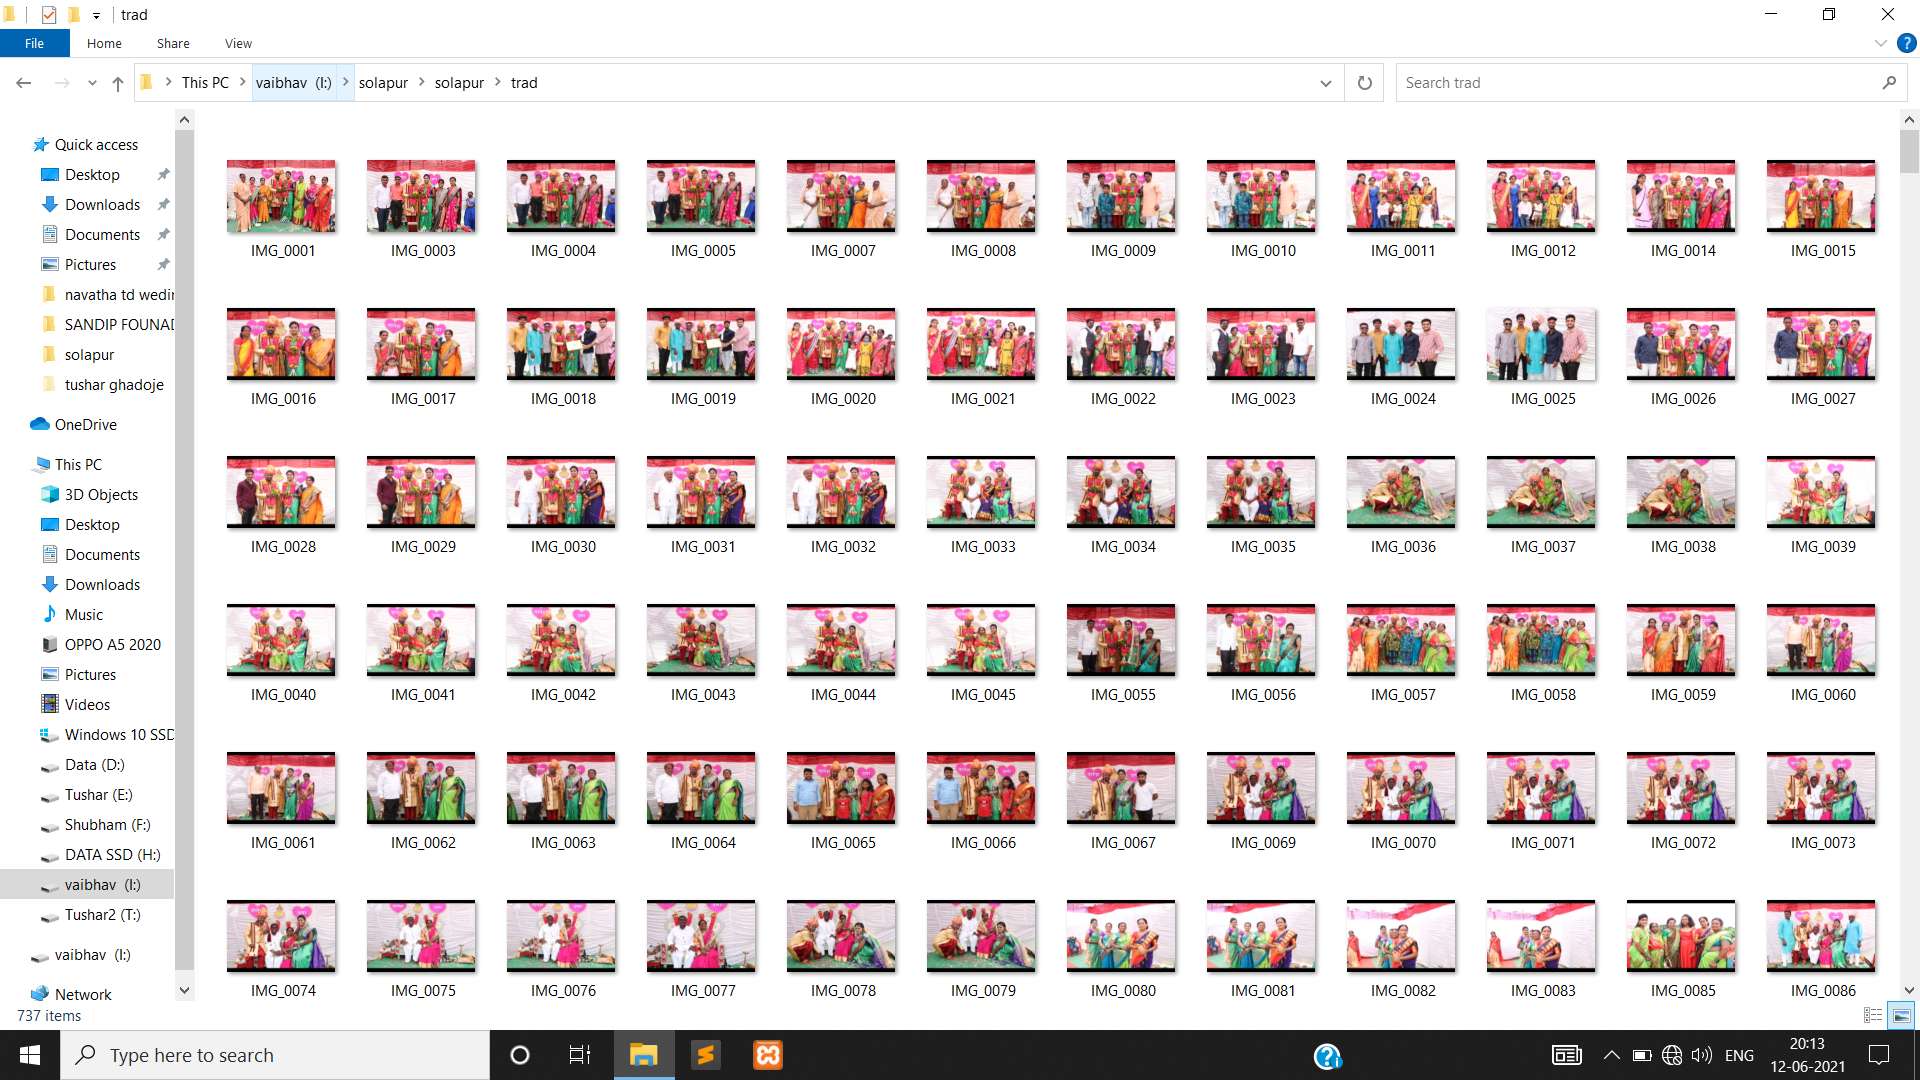 trad
File Home Share View ?
This PC vaibhav (I:) solapur solapur trad
Search trad
Quick access
Desktop
Downloads
Documents
Pictures
navatha td wedin
SANDIP FOUNAD
solapur
tushar ghadoje
OneDrive
This PC
3D Objects
Desktop
Documents
Downloads
Music
OPPO A5 2020
Pictures
Videos
Windows 10 SSD
Data (D:)
Tushar (E:)
Shubham (F:)
DATA SSD (H:)
vaibhav (I:)
Tushar2 (T:)
vaibhav (I:)
Network
IMG_0001 IMG_0003 IMG_0004 IMG_0005 IMG_0007 IMG_0008 IMG_0009 IMG_0010 IMG_0011 IMG_0012 IMG_0014 IMG_0015
IMG_0016 IMG_0017 IMG_0018 IMG_0019 IMG_0020 IMG_0021 IMG_0022 IMG_0023 IMG_0024 IMG_0025 IMG_0026 IMG_0027
IMG_0028 IMG_0029 IMG_0030 IMG_0031 IMG_0032 IMG_0033 IMG_0034 IMG_0035 IMG_0036 IMG_0037 IMG_0038 IMG_0039
IMG_0040 IMG_0041 IMG_0042 IMG_0043 IMG_0044 IMG_0045 IMG_0055 IMG_0056 IMG_0057 IMG_0058 IMG_0059 IMG_0060
IMG_0061 IMG_0062 IMG_0063 IMG_0064 IMG_0065 IMG_0066 IMG_0067 IMG_0069 IMG_0070 IMG_0071 IMG_0072 IMG_0073
IMG_0074 IMG_0075 IMG_0076 IMG_0077 IMG_0078 IMG_0079 IMG_0080 IMG_0081 IMG_0082 IMG_0083 IMG_0085 IMG_0086
737 items
Type here to search
ENG
20:13
12-06-2021